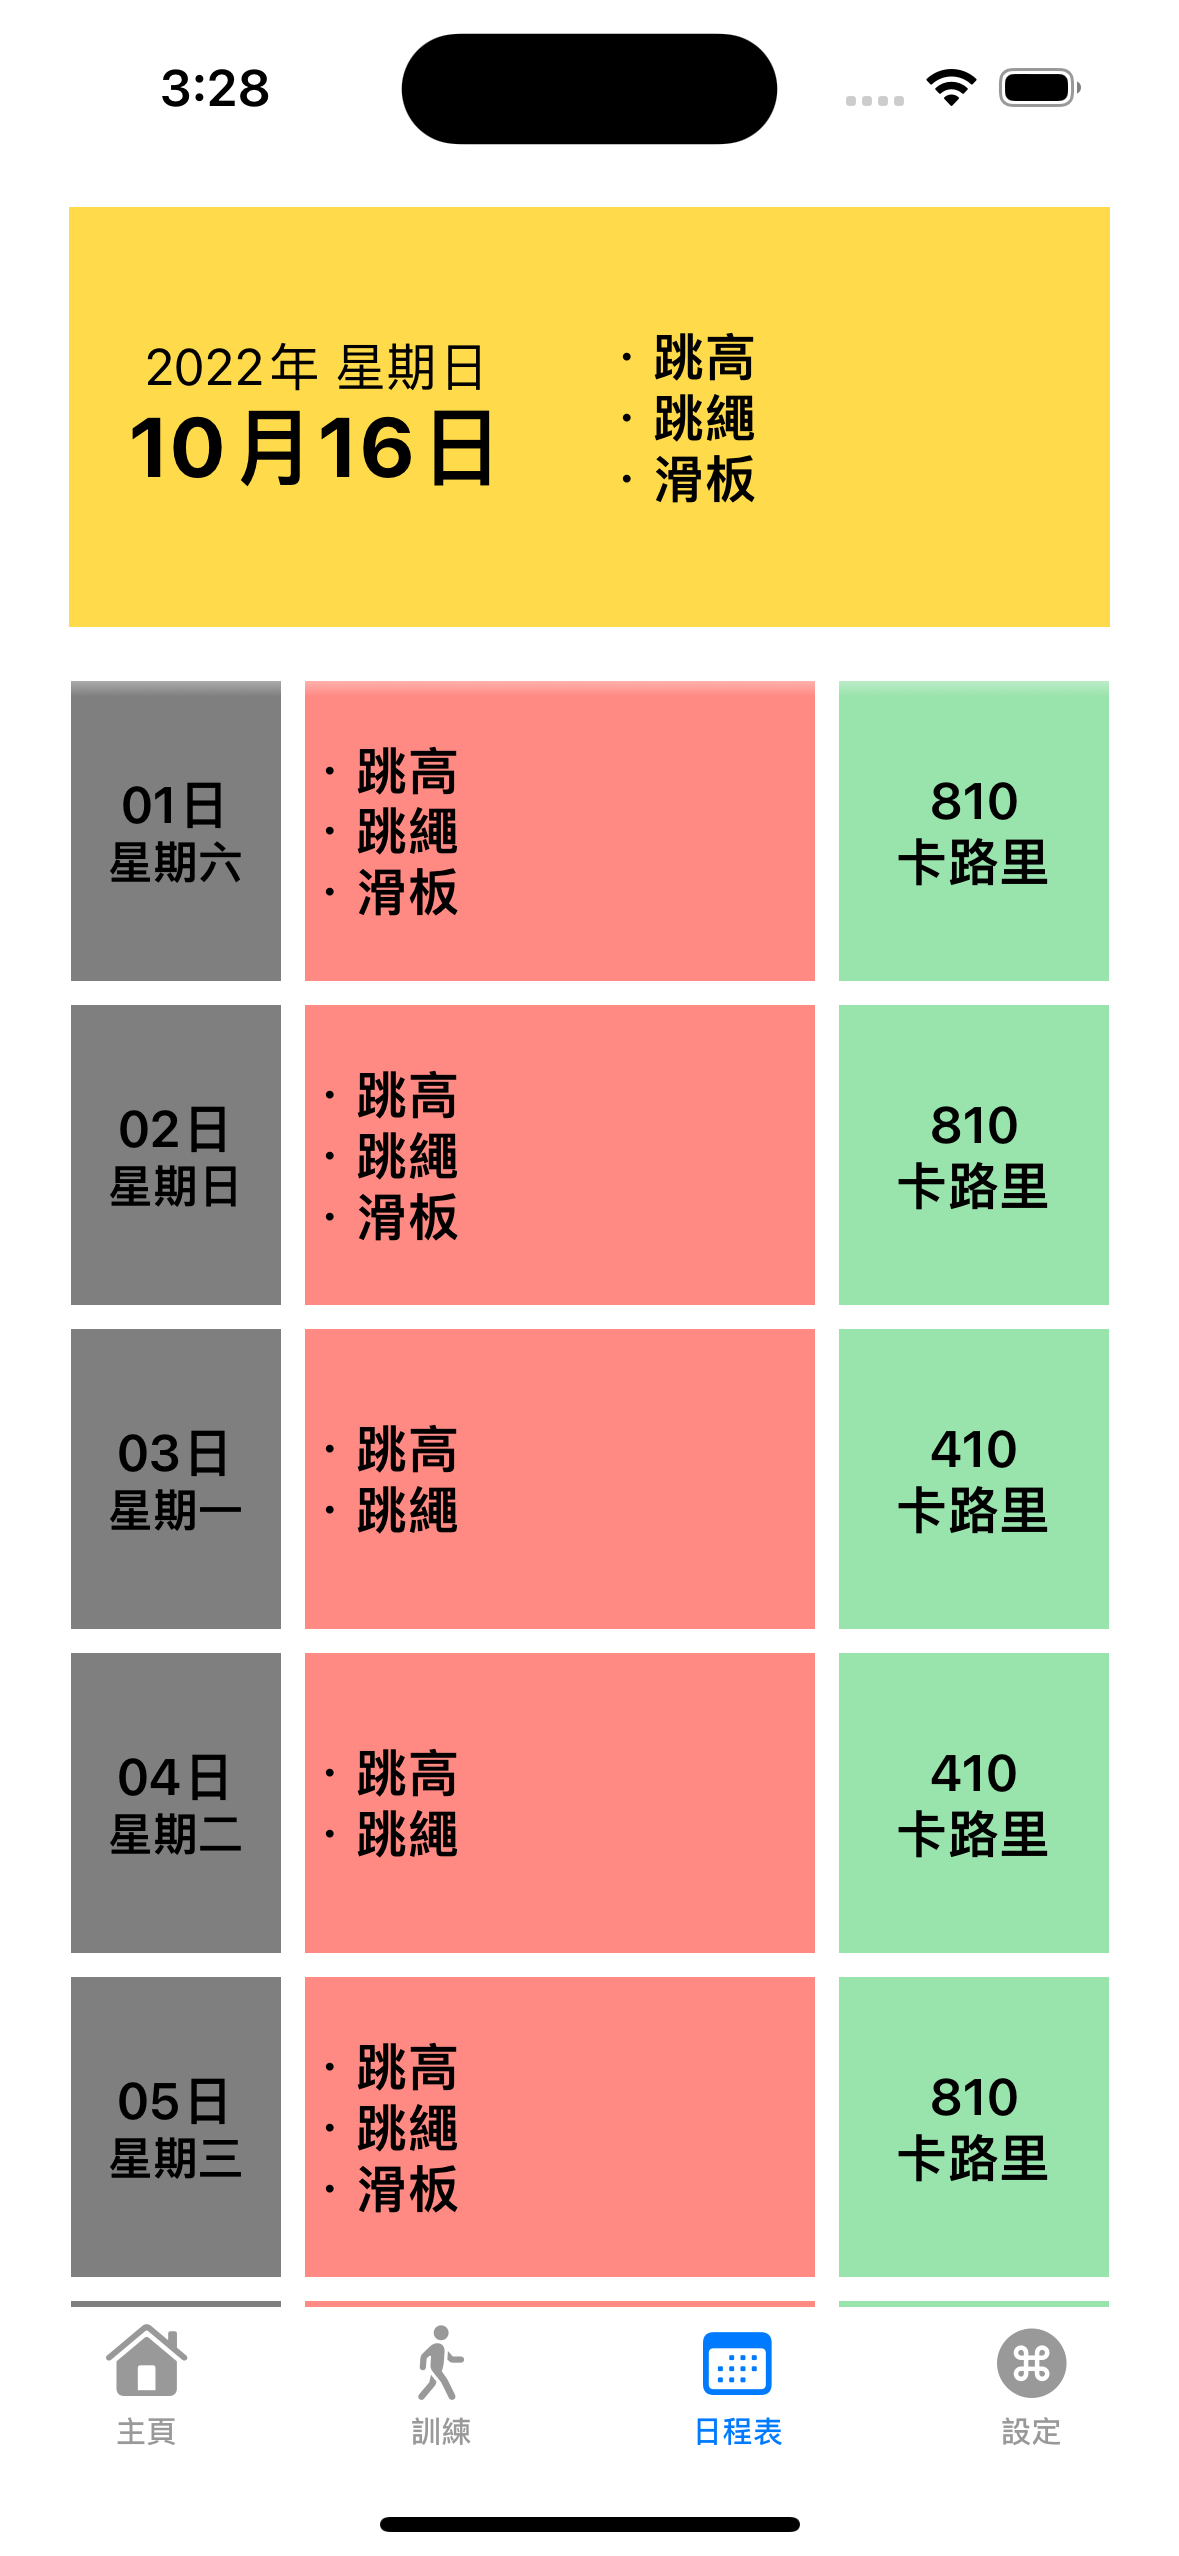 3:28
2022年 星期日
10月16日
· 跳高
· 跳繩
· 滑板
01日
星期六
· 跳高
· 跳繩
· 滑板
810
卡路里
02日
星期日
· 跳高
· 跳繩
· 滑板
810
卡路里
03日
星期一
· 跳高
· 跳繩
410
卡路里
04日
星期二
· 跳高
· 跳繩
410
卡路里
05日
星期三
· 跳高
· 跳繩
· 滑板
810
卡路里
主頁
訓練
日程表
設定